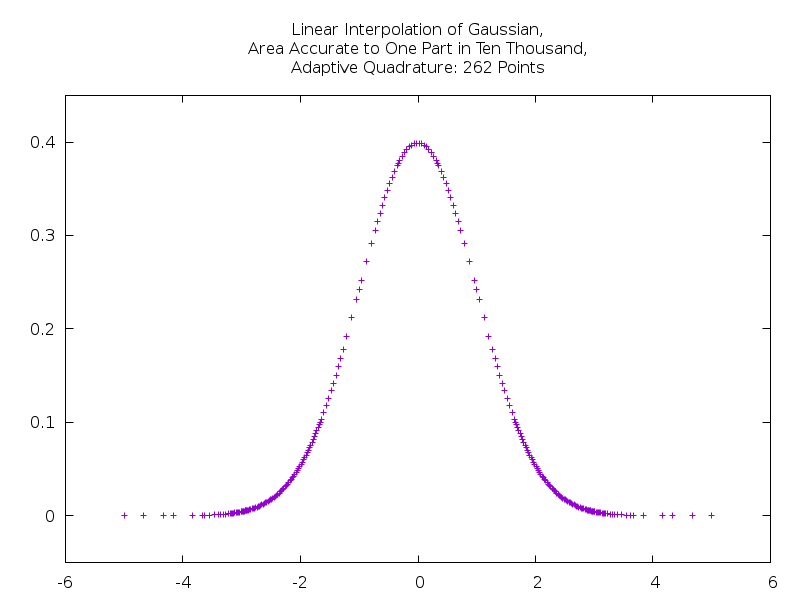 Linear Interpolation of Gaussian,
Area Accurate to One Part in Ten Thousand,
Adaptive Quadrature: 262 Points
0.4
0.3
0.2
0.1
0
-6 -4 -2 0 2 4 6